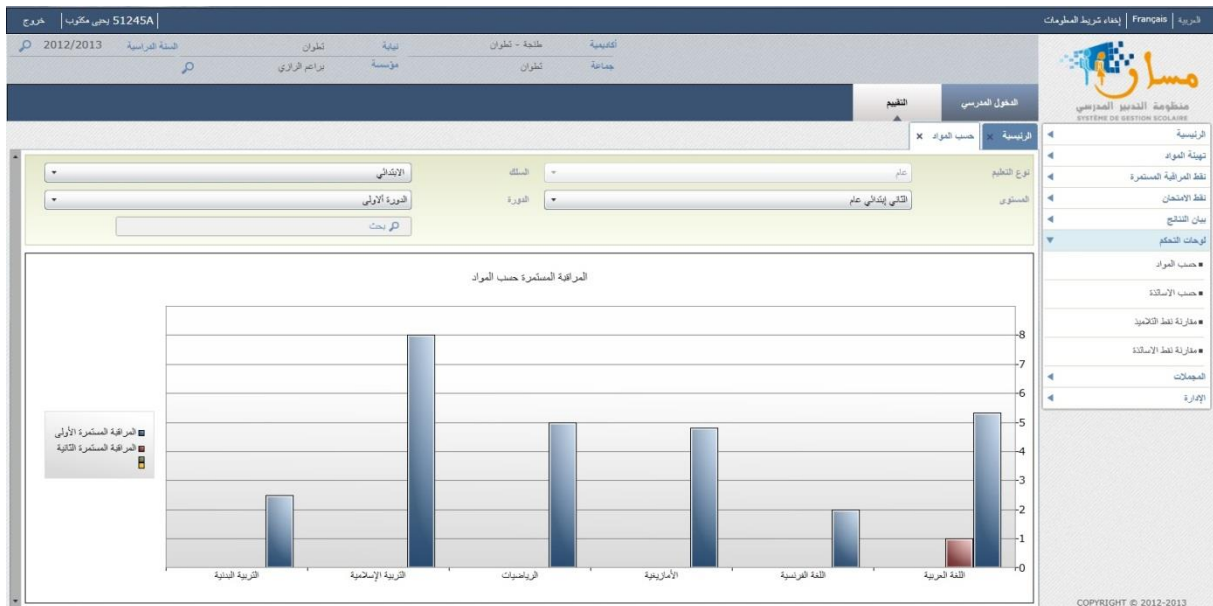 العربية | Français | إخفاء شريط المعلومات
51245A يحيى مكتوب | خروج
أكاديمية طنجة - تطوان نيابة تطوان السنة الدراسية 2012/2013
جماعة تطوان مؤسسة براعم الرازي
مسار
منظومة التدبير المدرسي
SYSTÈME DE GESTION SCOLAIRE
الدخول المدرسي التقييم
الرئيسية × حسب المواد ×
الرئيسية
تهيئة المواد
نقط المراقبة المستمرة
نقط الامتحان
بيان النتائج
لوحات التحكم
حسب المواد
حسب الأساتذة
مقارنة نقط التلاميذ
مقارنة نقط الأساتذة
المجملات
الإدارة
نوع التعليم عام السلك الابتدائي
المستوى الثاني إبتدائي عام الدورة الدورة الأولى
بحث
المراقبة المستمرة حسب المواد
8
7
6
5
4
3
2
1
0
اللغة العربية اللغة الفرنسية الأمازيغية الرياضيات التربية الإسلامية التربية البدنية
المراقبة المستمرة الأولى
المراقبة المستمرة الثانية
COPYRIGHT © 2012-2013